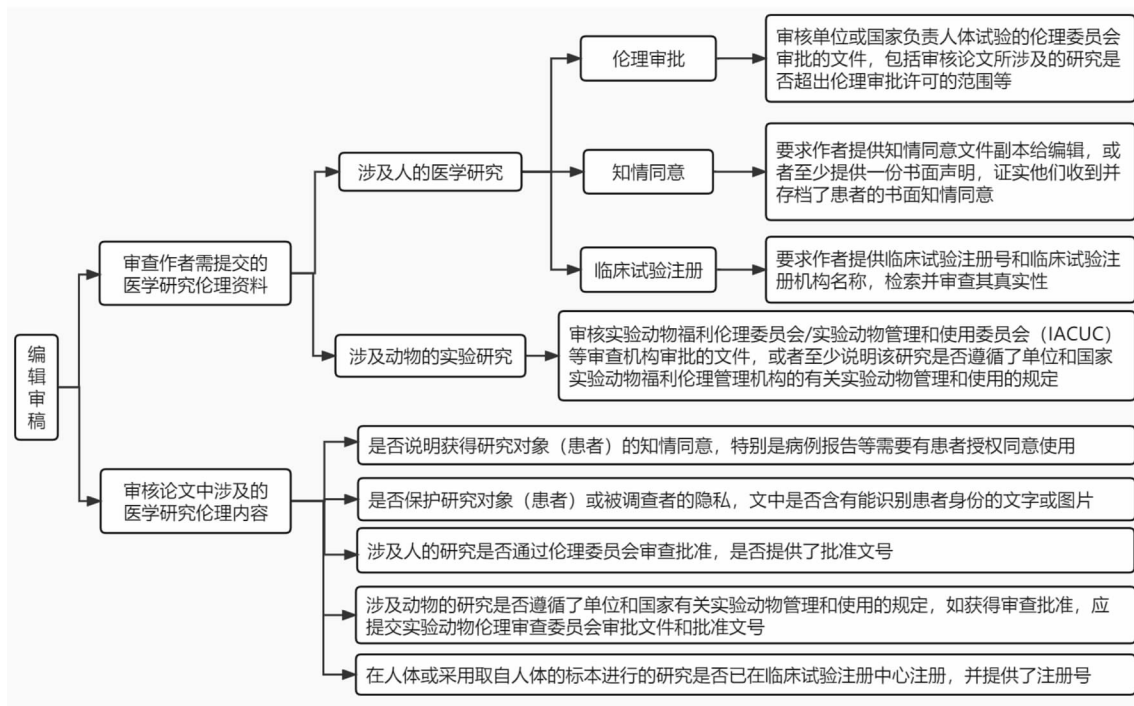 编
辑
审
稿
审查作者需提交的
医学研究伦理资料
涉及人的医学研究
伦理审批
审核单位或国家负责人体试验的伦理委员会
审批的文件，包括审核论文所涉及的研究是
否超出伦理审批许可的范围等
知情同意
要求作者提供知情同意文件副本给编辑，或
者至少提供一份书面声明，证实他们收到并
存档了患者的书面知情同意
临床试验注册
要求作者提供临床试验注册号和临床试验注
册机构名称，检索并审查其真实性
涉及动物的实验研究
审核实验动物福利伦理委员会/实验动物管理和使用委员会（IACUC）
等审查机构审批的文件，或者至少说明该研究是否遵循了单位和国家
实验动物福利伦理管理机构的有关实验动物管理和使用的规定
审核论文中涉及的
医学研究伦理内容
是否说明获得研究对象（患者）的知情同意，特别是病例报告等需要有患者授权同意使用
是否保护研究对象（患者）或被调查者的隐私，文中是否含有能识别患者身份的文字或图片
涉及人的研究是否通过伦理委员会审查批准，是否提供了批准文号
涉及动物的研究是否遵循了单位和国家有关实验动物管理和使用的规定，如获得审查批准，应
提交实验动物伦理审查委员会审批文件和批准文号
在人体或采用取自人体的标本进行的研究是否已在临床试验注册中心注册，并提供了注册号